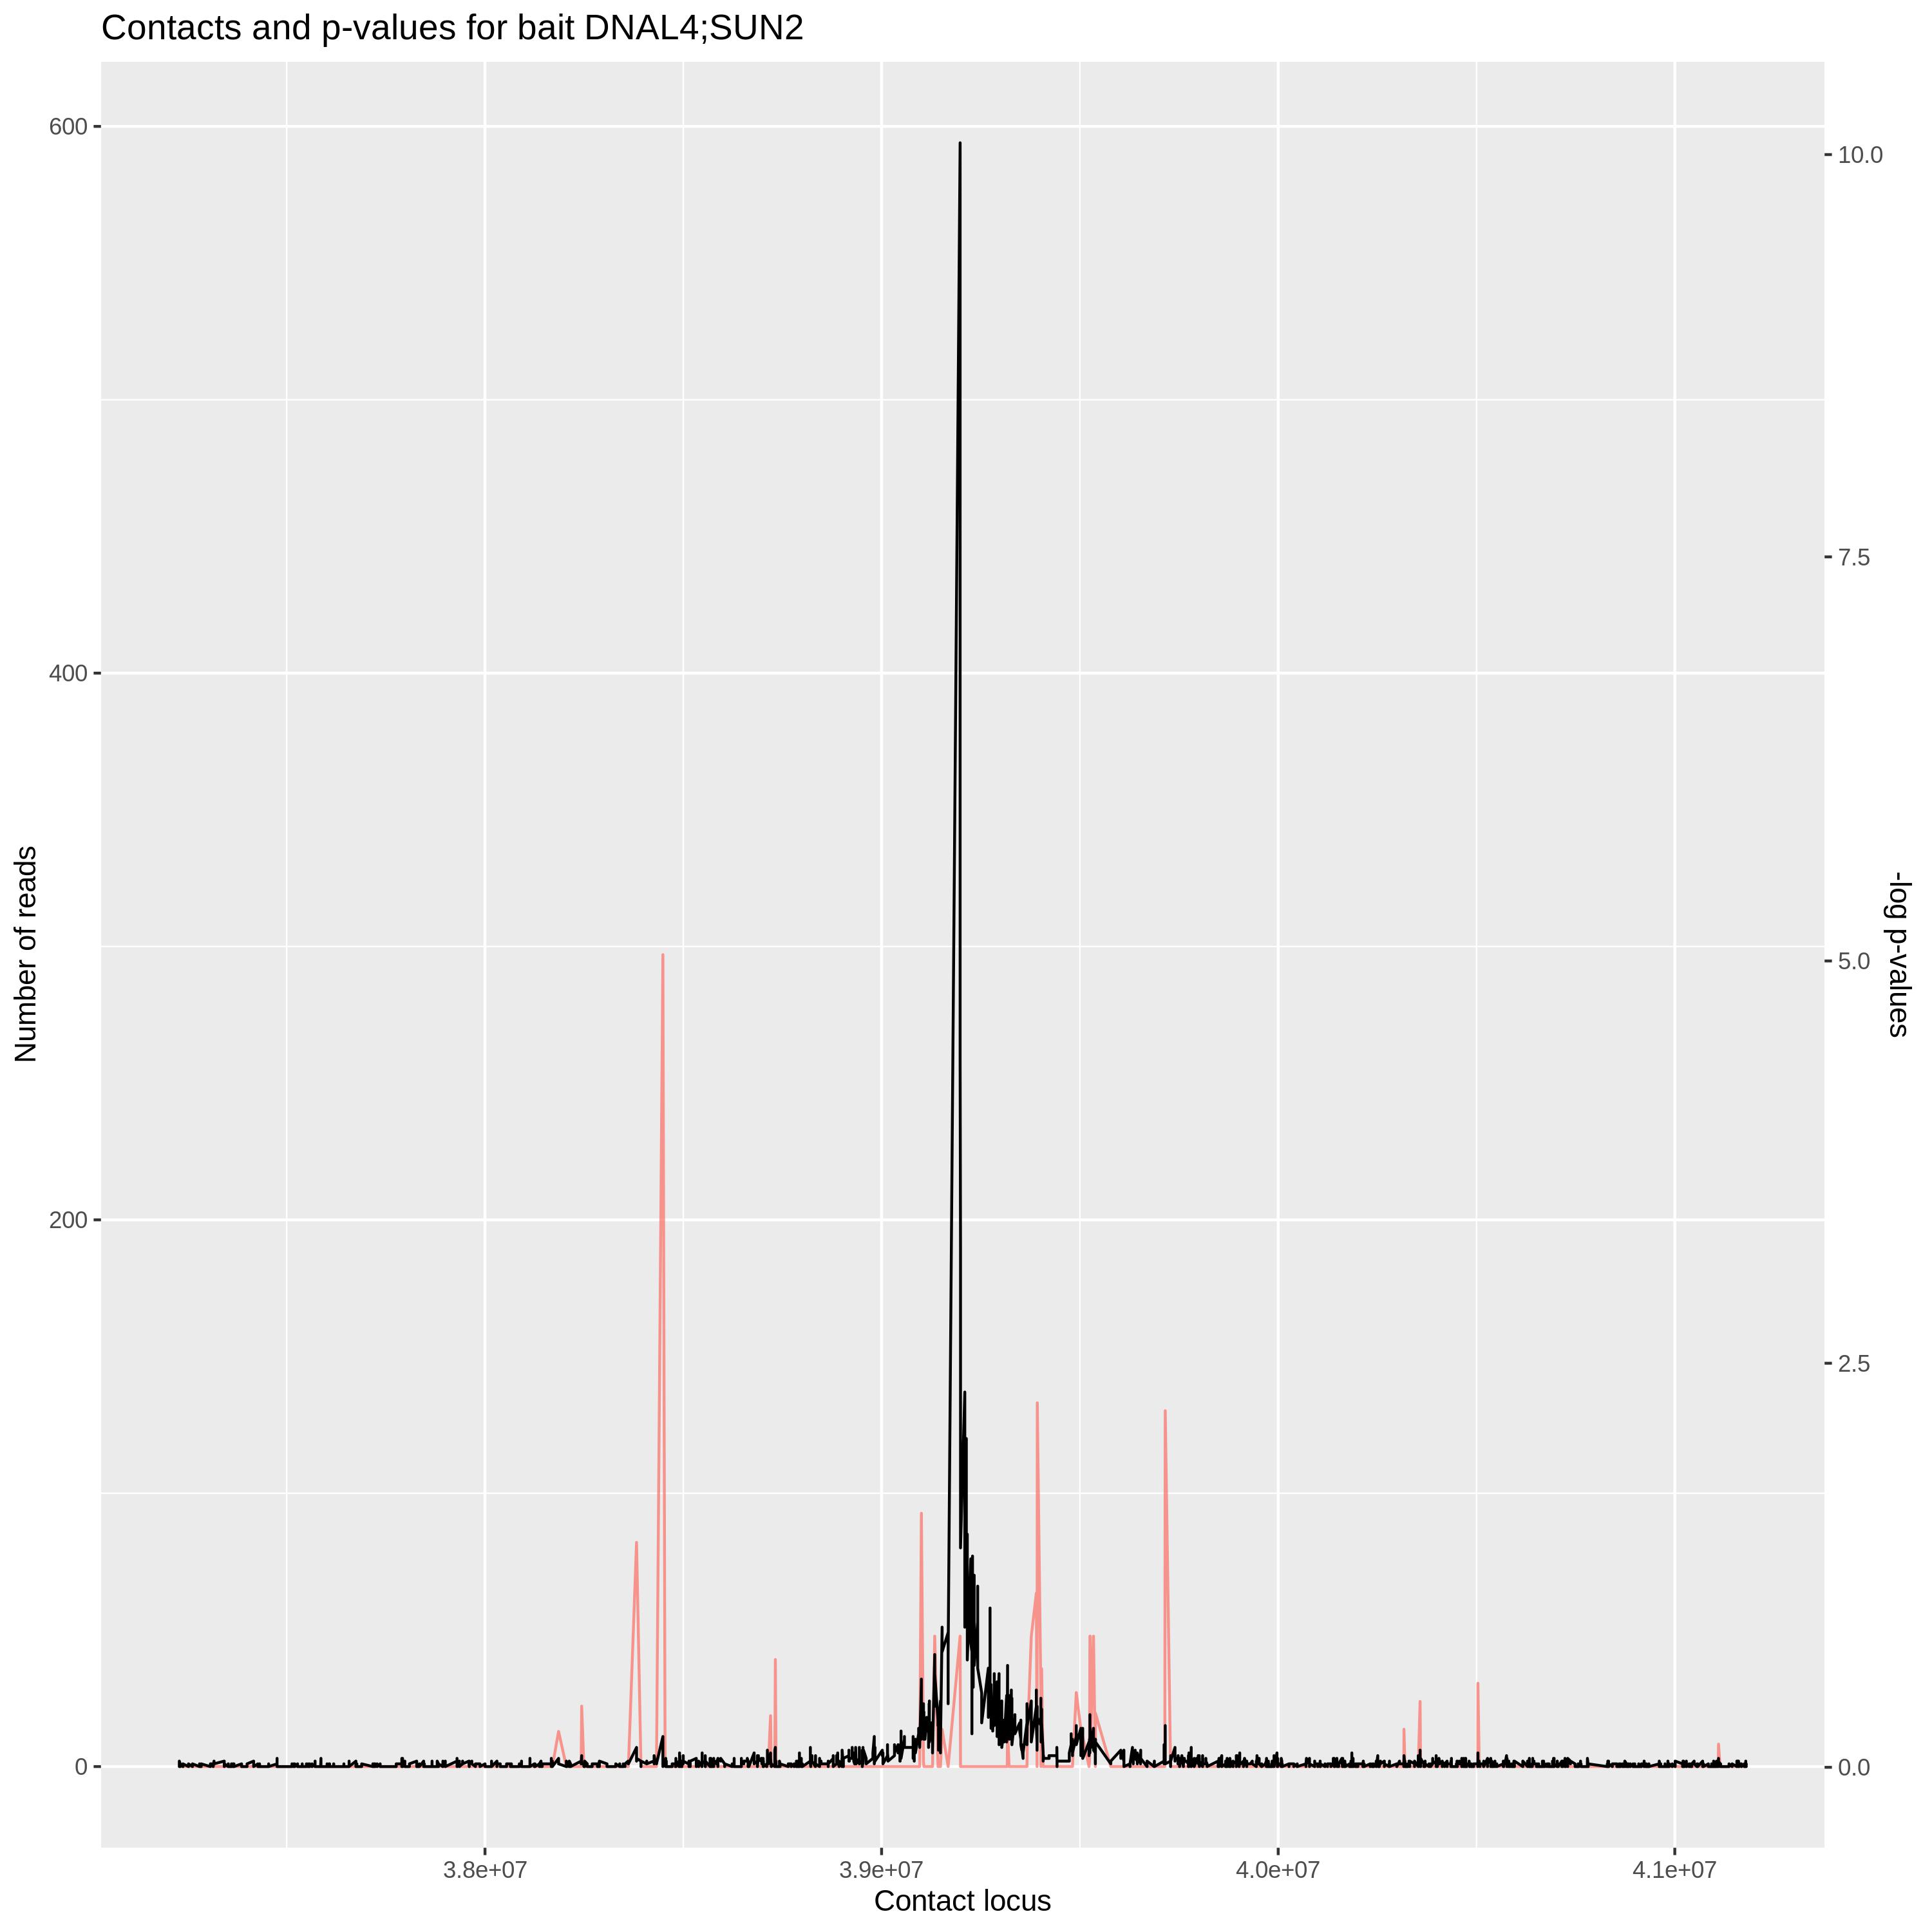 Contacts and p-values for bait DNAL4;SUN2
600
400
200
0
Number of reads
10.0
7.5
5.0
2.5
0.0
-log p-values
3.8e+07
3.9e+07
4.0e+07
4.1e+07
Contact locus